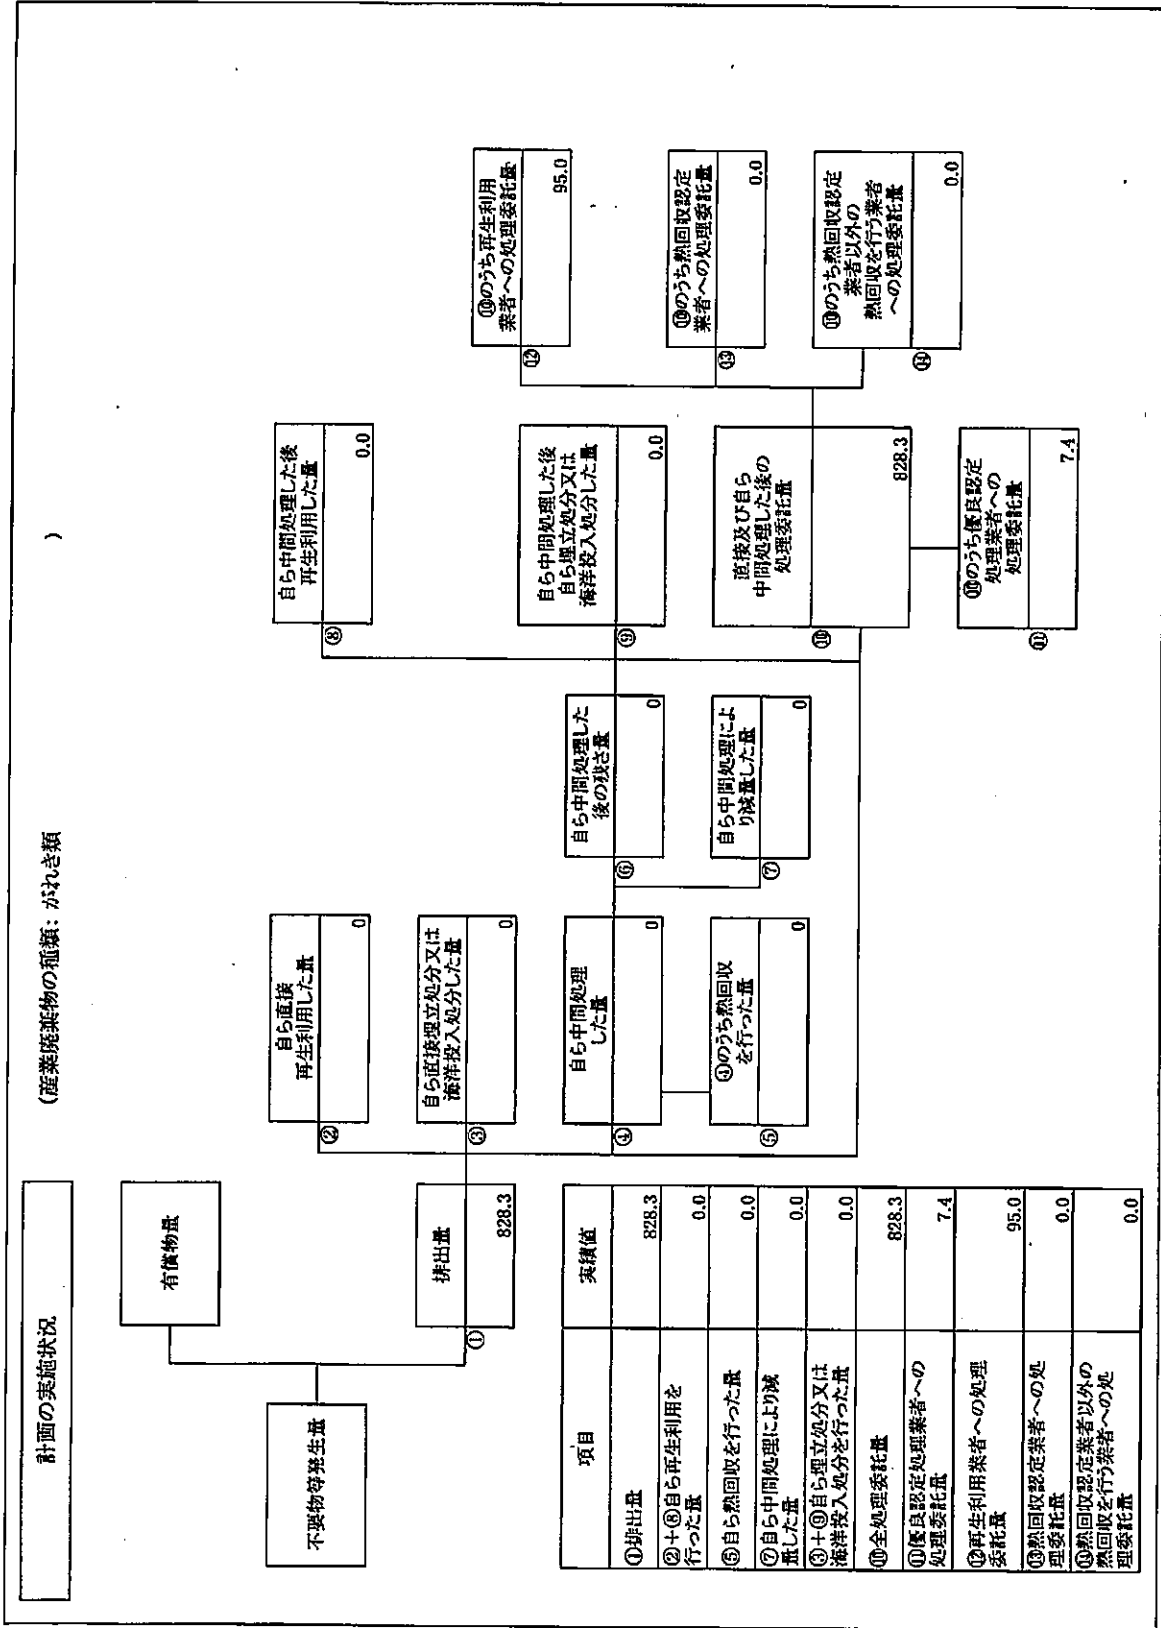 計画の実施状況
(産業廃棄物の種類: がれき類
)
有償物量
不要物等発生量
①
排出量
828.3
②
自ら直接
再生利用した量
0
③
自ら直接埋立処分又は
海洋投入処分した量
0
④
自ら中間処理
した量
0
⑤
④のうち熱回収
を行った量
0
⑥
自ら中間処理した
後の残さ量
0
⑦
自ら中間処理によ
り減量した量
0
⑧
自ら中間処理した後
再生利用した量
0.0
⑨
自ら中間処理した後
自ら埋立処分又は
海洋投入処分した量
0.0
⑩
直接及び自ら
中間処理した後の
処理委託量
828.3
⑪
⑩のうち優良認定
処理業者への
処理委託量
7.4
⑫
⑩のうち再生利用
業者への処理委託量
95.0
⑬
⑩のうち熱回収認定
業者への処理委託量
0.0
⑭
⑩のうち熱回収認定
業者以外の
熱回収を行う業者
への処理委託量
0.0
項目
実績値
①排出量
828.3
②+⑧自ら再生利用を
行った量
0.0
⑤自ら熱回収を行った量
0.0
⑦自ら中間処理により減
量した量
0.0
③+⑨自ら埋立処分又は
海洋投入処分を行った量
0.0
⑩全処理委託量
828.3
⑪優良認定処理業者への
処理委託量
7.4
⑫再生利用業者への処理
委託量
95.0
⑬熱回収認定業者への処
理委託量
0.0
⑭熱回収認定業者以外の
熱回収を行う業者への処
理委託量
0.0